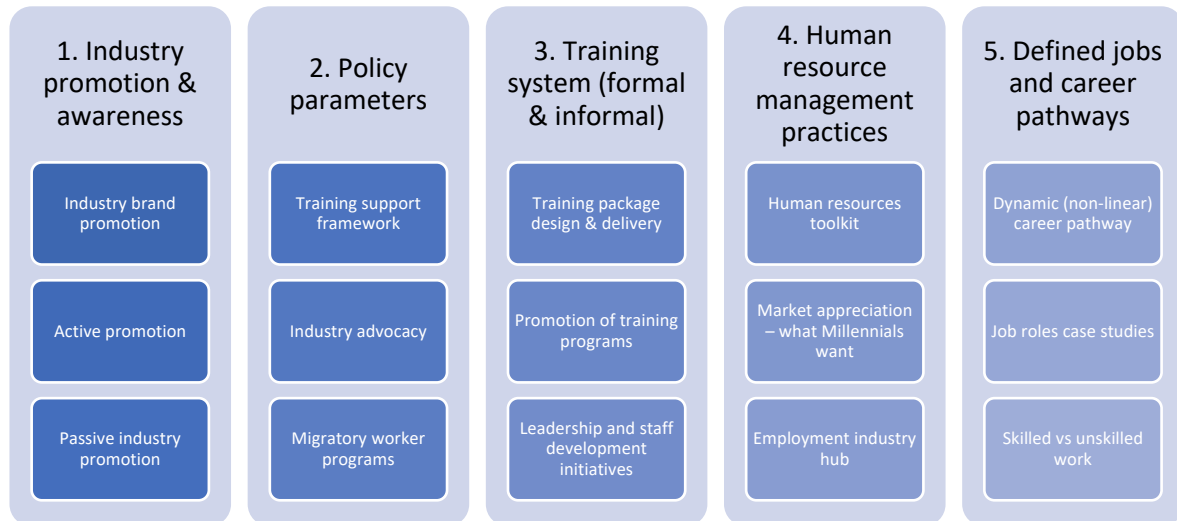 1. Industry
promotion &
awareness
Industry brand
promotion
Active promotion
Passive industry
promotion
2. Policy
parameters
Training support
framework
Industry advocacy
Migratory worker
programs
3. Training
system (formal
& informal)
Training package
design & delivery
Promotion of training
programs
Leadership and staff
development
initiatives
4. Human
resource
management
practices
Human resources
toolkit
Market appreciation
– what Millennials
want
Employment industry
hub
5. Defined jobs
and career
pathways
Dynamic (non-linear)
career pathway
Job roles case studies
Skilled vs unskilled
work